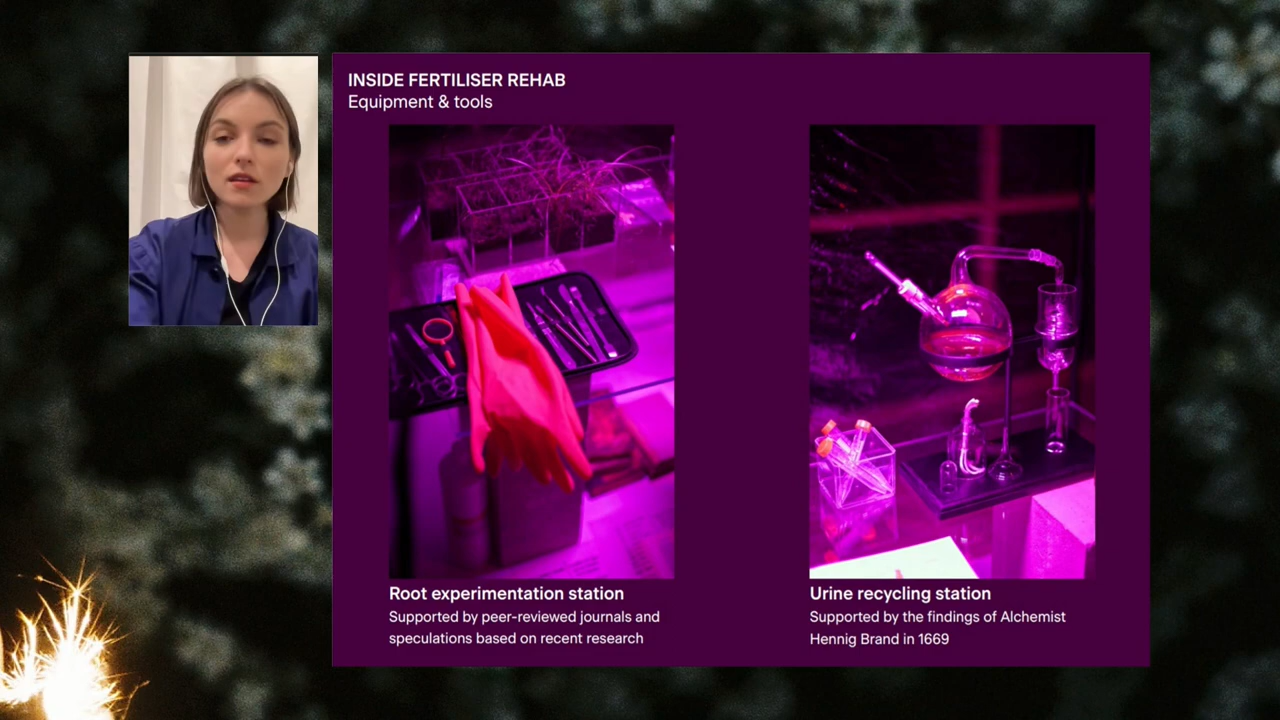 INSIDE FERTILISER REHAB
Equipment & tools
Root experimentation station
Supported by peer-reviewed journals and
speculations based on recent research
Urine recycling station
Supported by the findings of Alchemist
Hennig Brand in 1669